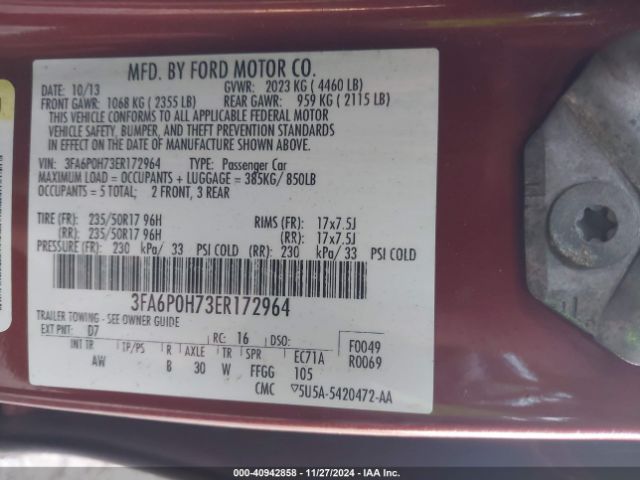 MFD. BY FORD MOTOR CO.
DATE: 10/13 GVWR: 2023 KG ( 4460 LB)
FRONT GAWR: 1068 KG ( 2355 LB) REAR GAWR: 959 KG ( 2115 LB)
THIS VEHICLE CONFORMS TO ALL APPLICABLE FEDERAL MOTOR
VEHICLE SAFETY, BUMPER, AND THEFT PREVENTION STANDARDS
IN EFFECT ON THE DATE OF MANUFACTURE SHOWN ABOVE.
VIN: 3FA6P0H73ER172964 TYPE: Passenger Car
MAXIMUM LOAD = OCCUPANTS + LUGGAGE = 385KG/ 850LB
OCCUPANTS = 5 TOTAL; 2 FRONT, 3 REAR
TIRE (FR): 235/50R17 96H RIMS (FR): 17x7.5J
(RR): 235/50R17 96H (RR): 17x7.5J
PRESSURE (FR): 230 kPa/ 33 PSI COLD (RR): 230 kPa/ 33 PSI COLD
3FA6P0H73ER172964
TRAILER TOWING - SEE OWNER GUIDE
EXT PNT: D7 RC: 16 DSO: F0049
INT TR TP/PS R AXLE TR SPR EC71A R0069
AW B 30 W FFGG 105
CMC 5U5A-5420472-AA
000-40942858 - 11/27/2024 - IAA Inc.